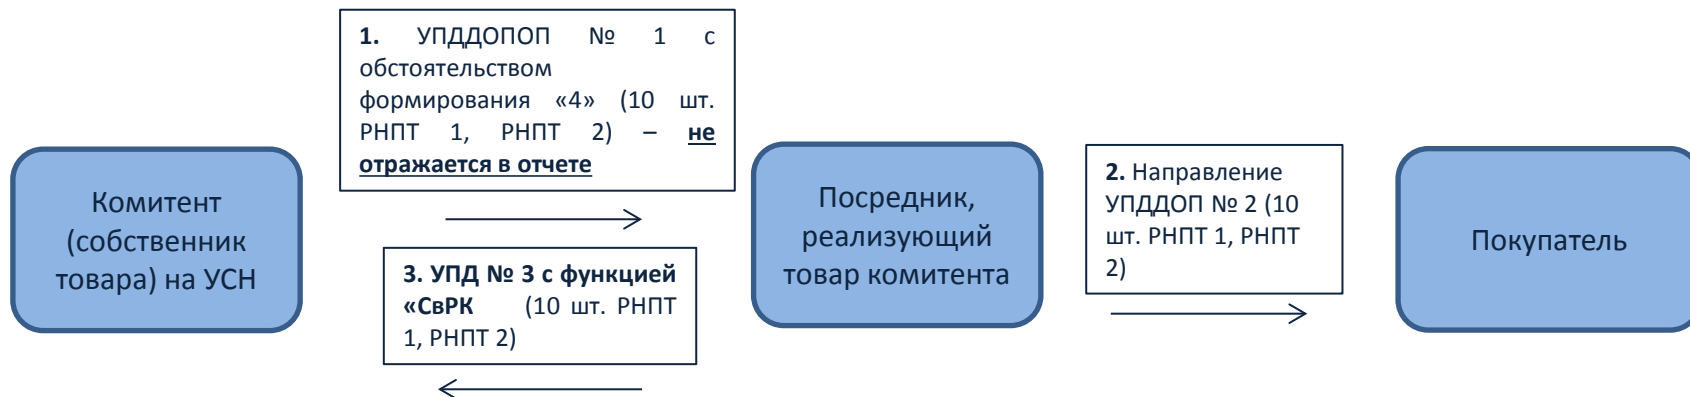 1. УПДДОПОП № 1 с
обстоятельством
формирования «4» (10 шт.
РНПТ 1, РНПТ 2) – не
отражается в отчете
Комитент
(собственник
товара) на УСН
3. УПД № 3 с функцией
«СвРК (10 шт. РНПТ
1, РНПТ 2)
Посредник,
реализующий
товар комитента
2. Направление
УПДДОП № 2 (10
шт. РНПТ 1, РНПТ
2)
Покупатель